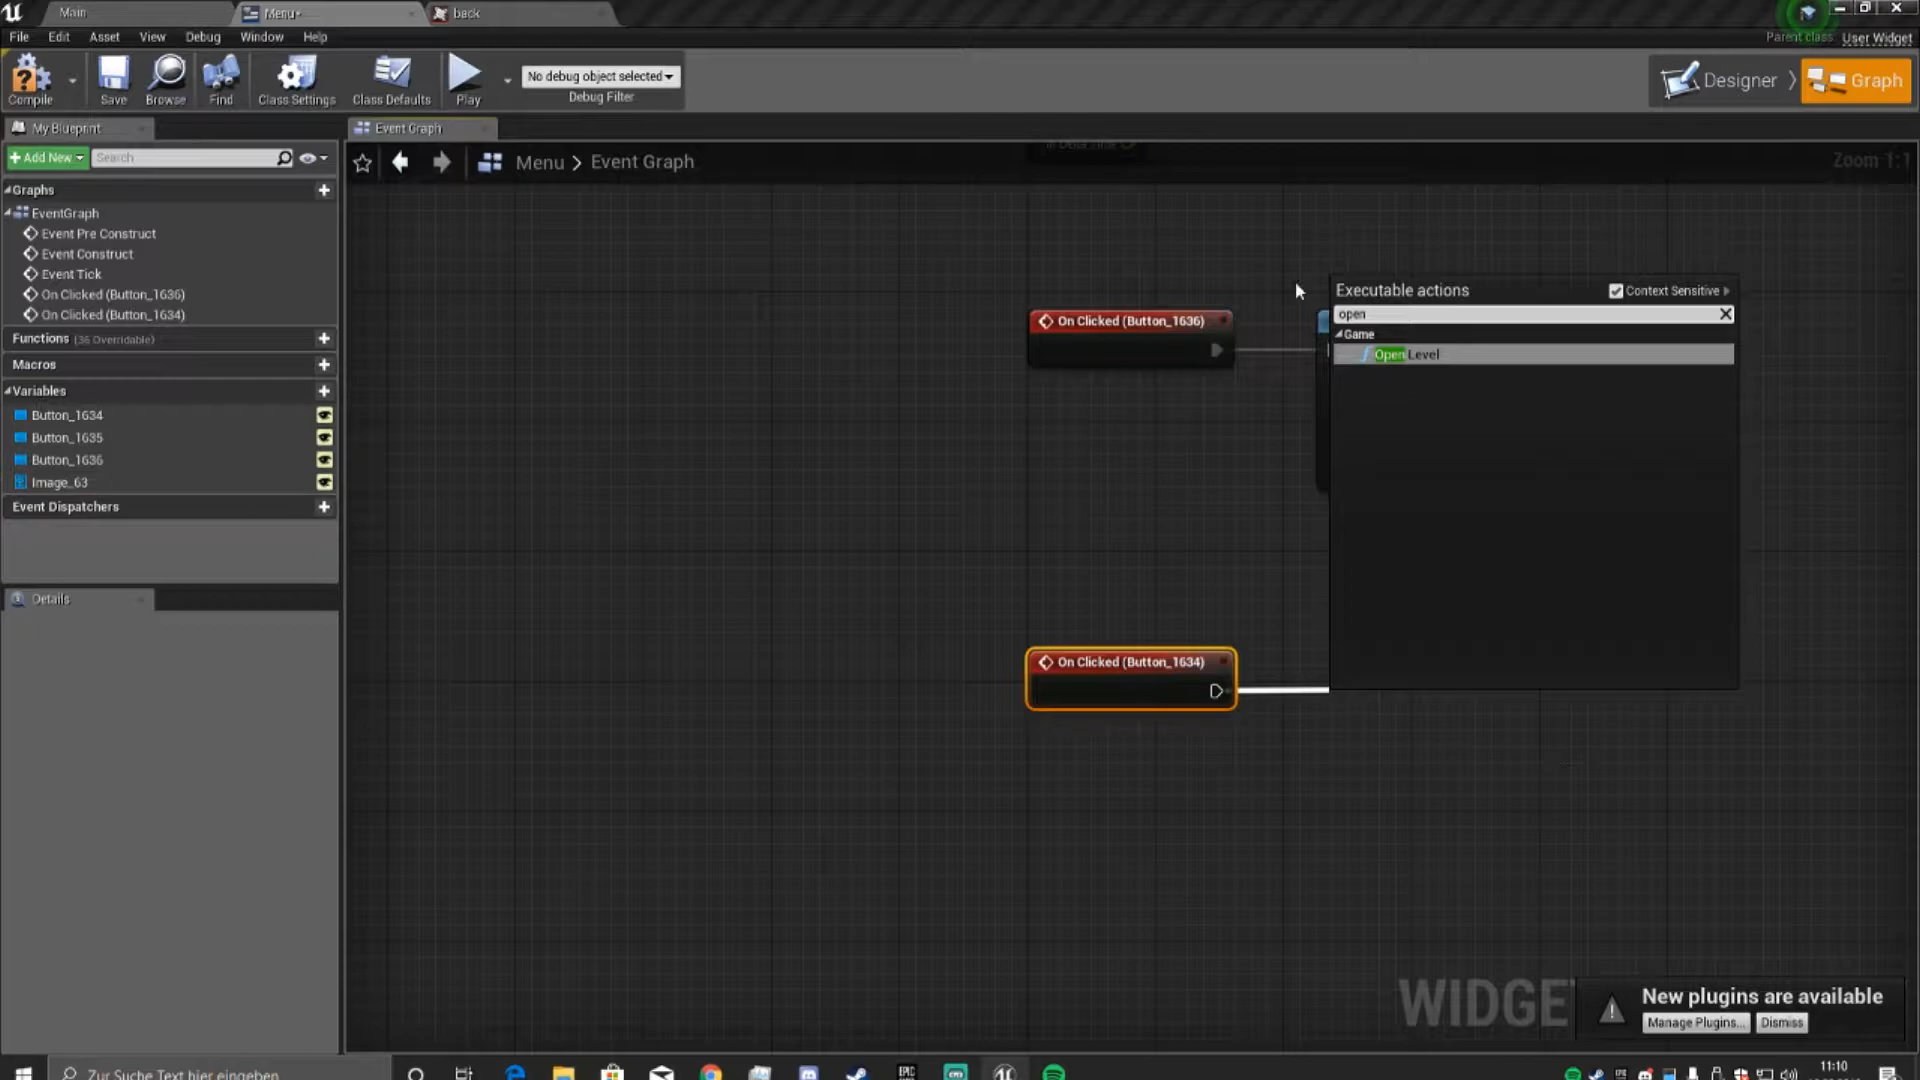 Main
Menu*
back
File Edit Asset View Debug Window Help
Parent class: User Widget
Compile
Save
Browse
Find
Class Settings
Class Defaults
Play
No debug object selected
Debug Filter
Designer
Graph
My Blueprint
Event Graph
Add New
Search
Menu > Event Graph
Zoom 1:1
Graphs
EventGraph
Event Pre Construct
Event Construct
Event Tick
On Clicked (Button_1636)
On Clicked (Button_1634)
Functions (36 Overridable)
Macros
Variables
Button_1634
Button_1635
Button_1636
Image_63
Event Dispatchers
Details
On Clicked (Button_1636)
On Clicked (Button_1634)
Executable actions
Context Sensitive
open
Game
Open Level
WIDGE
New plugins are available
Manage Plugins...
Dismiss
Zur Suche Text hier eingeben
EPIC
11:10